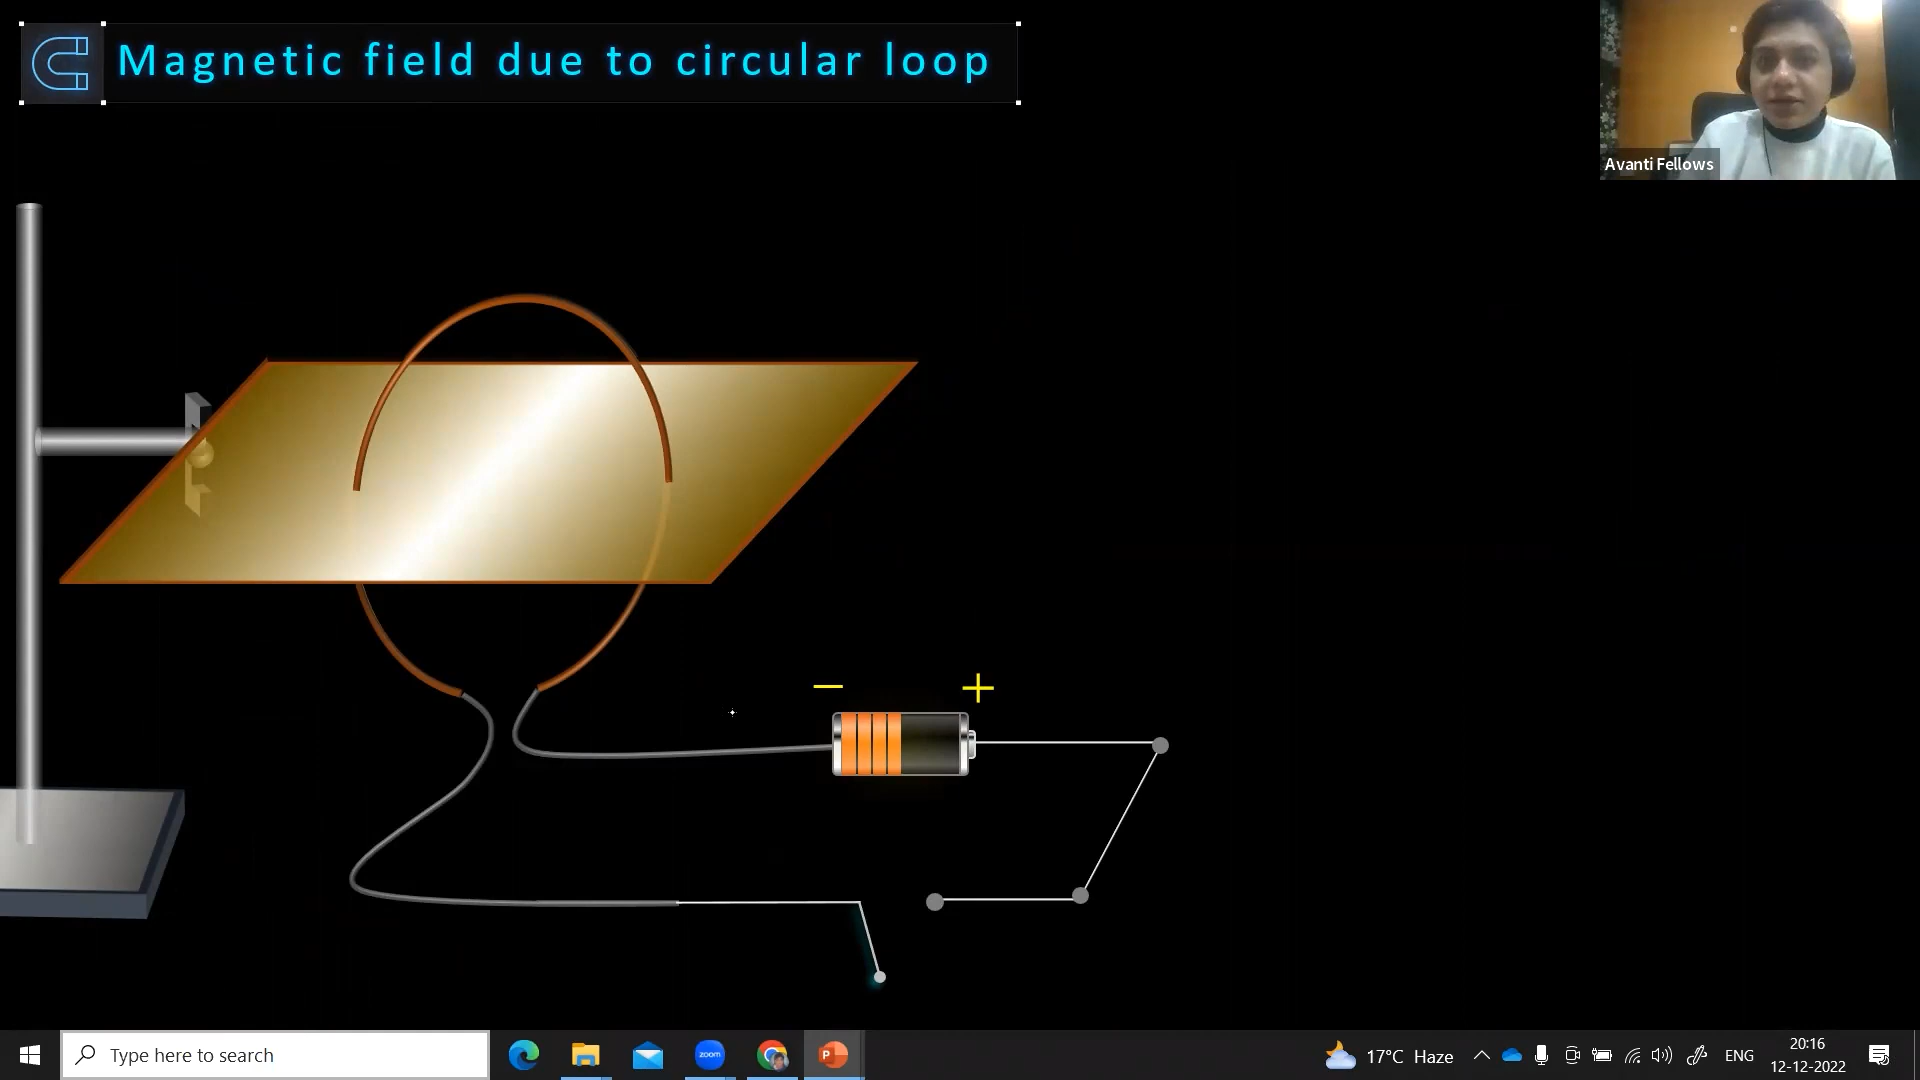 Magnetic field due to circular loop
Avanti Fellows
− +
Type here to search
zoom
P
17°C Haze
ENG
20:16
12-12-2022